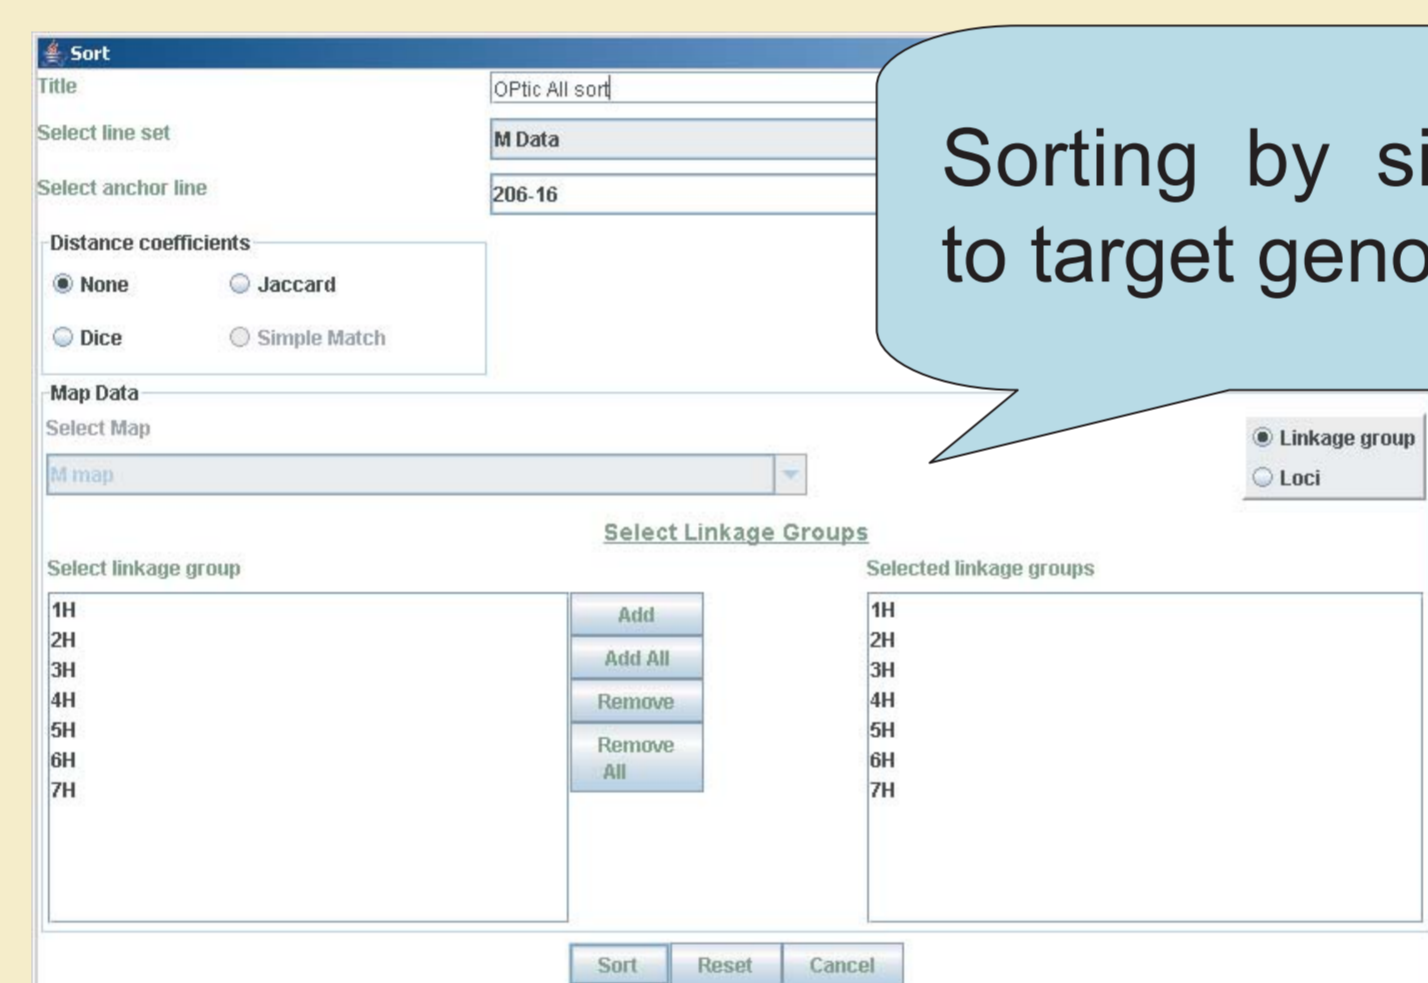 Sort
Title
OPtic All sort
Select line set
M Data
Select anchor line
206-16
Sorting by
to target
Distance coefficients
None
Jaccard
Dice
Simple Match
Map Data
Select Map
M map
Linkage group
Loci
Select Linkage Groups
Select linkage group
1H
2H
3H
4H
5H
6H
7H
Add
Add All
Remove
Remove
All
Selected linkage groups
1H
2H
3H
4H
5H
6H
7H
Sort
Reset
Cancel